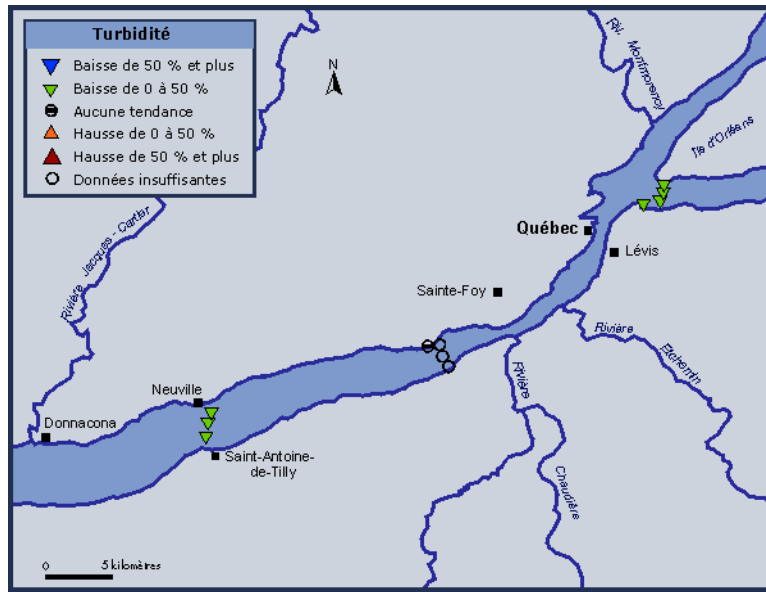 Turbidité
Baisse de 50 % et plus
Baisse de 0 à 50 %
Aucune tendance
Hausse de 0 à 50 %
Hausse de 50 % et plus
Données insuffisantes
N
Riv. Montmorency
Île d'Orléans
Rivière Jacques-Cartier
Québec
Lévis
Sainte-Foy
Rivière Etchemin
Rivière Chaudière
Neuville
Donnacona
Saint-Antoine-
de-Tilly
0 5 kilomètres